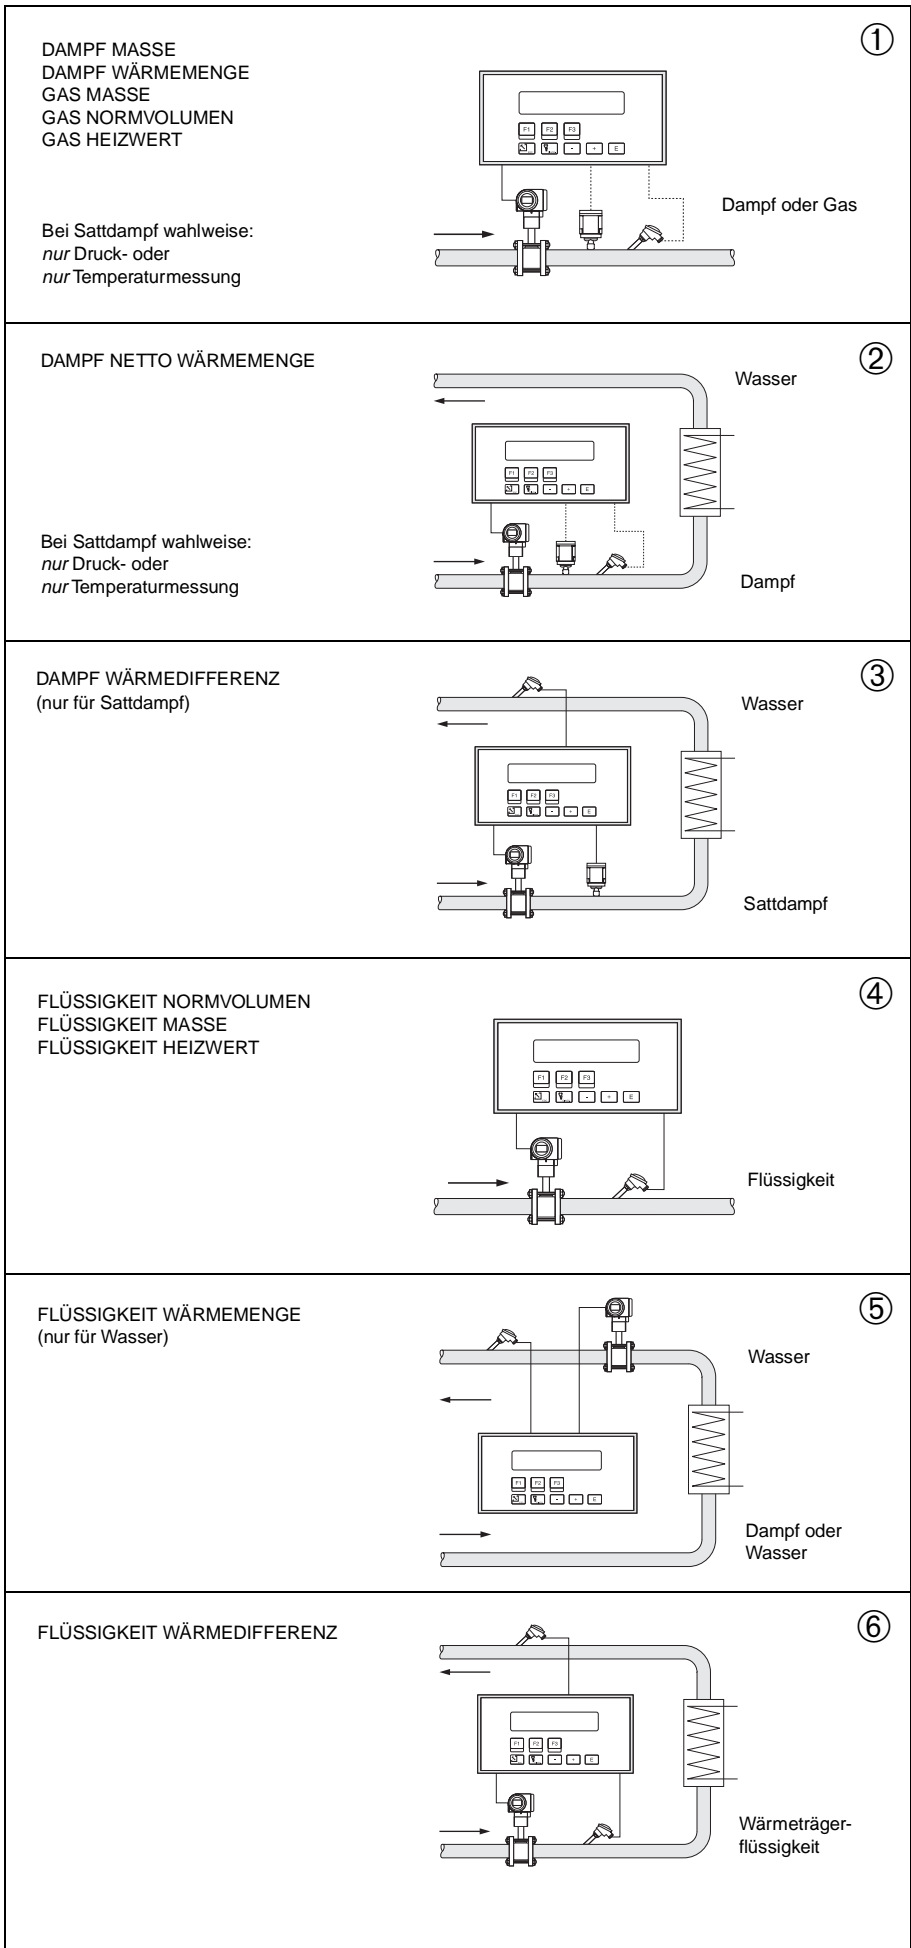 ①
DAMPF MASSE
DAMPF WÄRMEMENGE
GAS MASSE
GAS NORMVOLUMEN
GAS HEIZWERT
F1 F2 F3
- + E
Dampf oder Gas
Bei Sattdampf wahlweise:
nur Druck- oder
nur Temperaturmessung
②
DAMPF NETTO WÄRMEMENGE
Wasser
F1 F2 F3
- + E
Bei Sattdampf wahlweise:
nur Druck- oder
nur Temperaturmessung
Dampf
③
DAMPF WÄRMEDIFFERENZ
(nur für Sattdampf)
Wasser
F1 F2 F3
- + E
Sattdampf
④
FLÜSSIGKEIT NORMVOLUMEN
FLÜSSIGKEIT MASSE
FLÜSSIGKEIT HEIZWERT
F1 F2 F3
- + E
Flüssigkeit
⑤
FLÜSSIGKEIT WÄRMEMENGE
(nur für Wasser)
Wasser
F1 F2 F3
- + E
Dampf oder
Wasser
⑥
FLÜSSIGKEIT WÄRMEDIFFERENZ
F1 F2 F3
- + E
Wärmeträger-
flüssigkeit